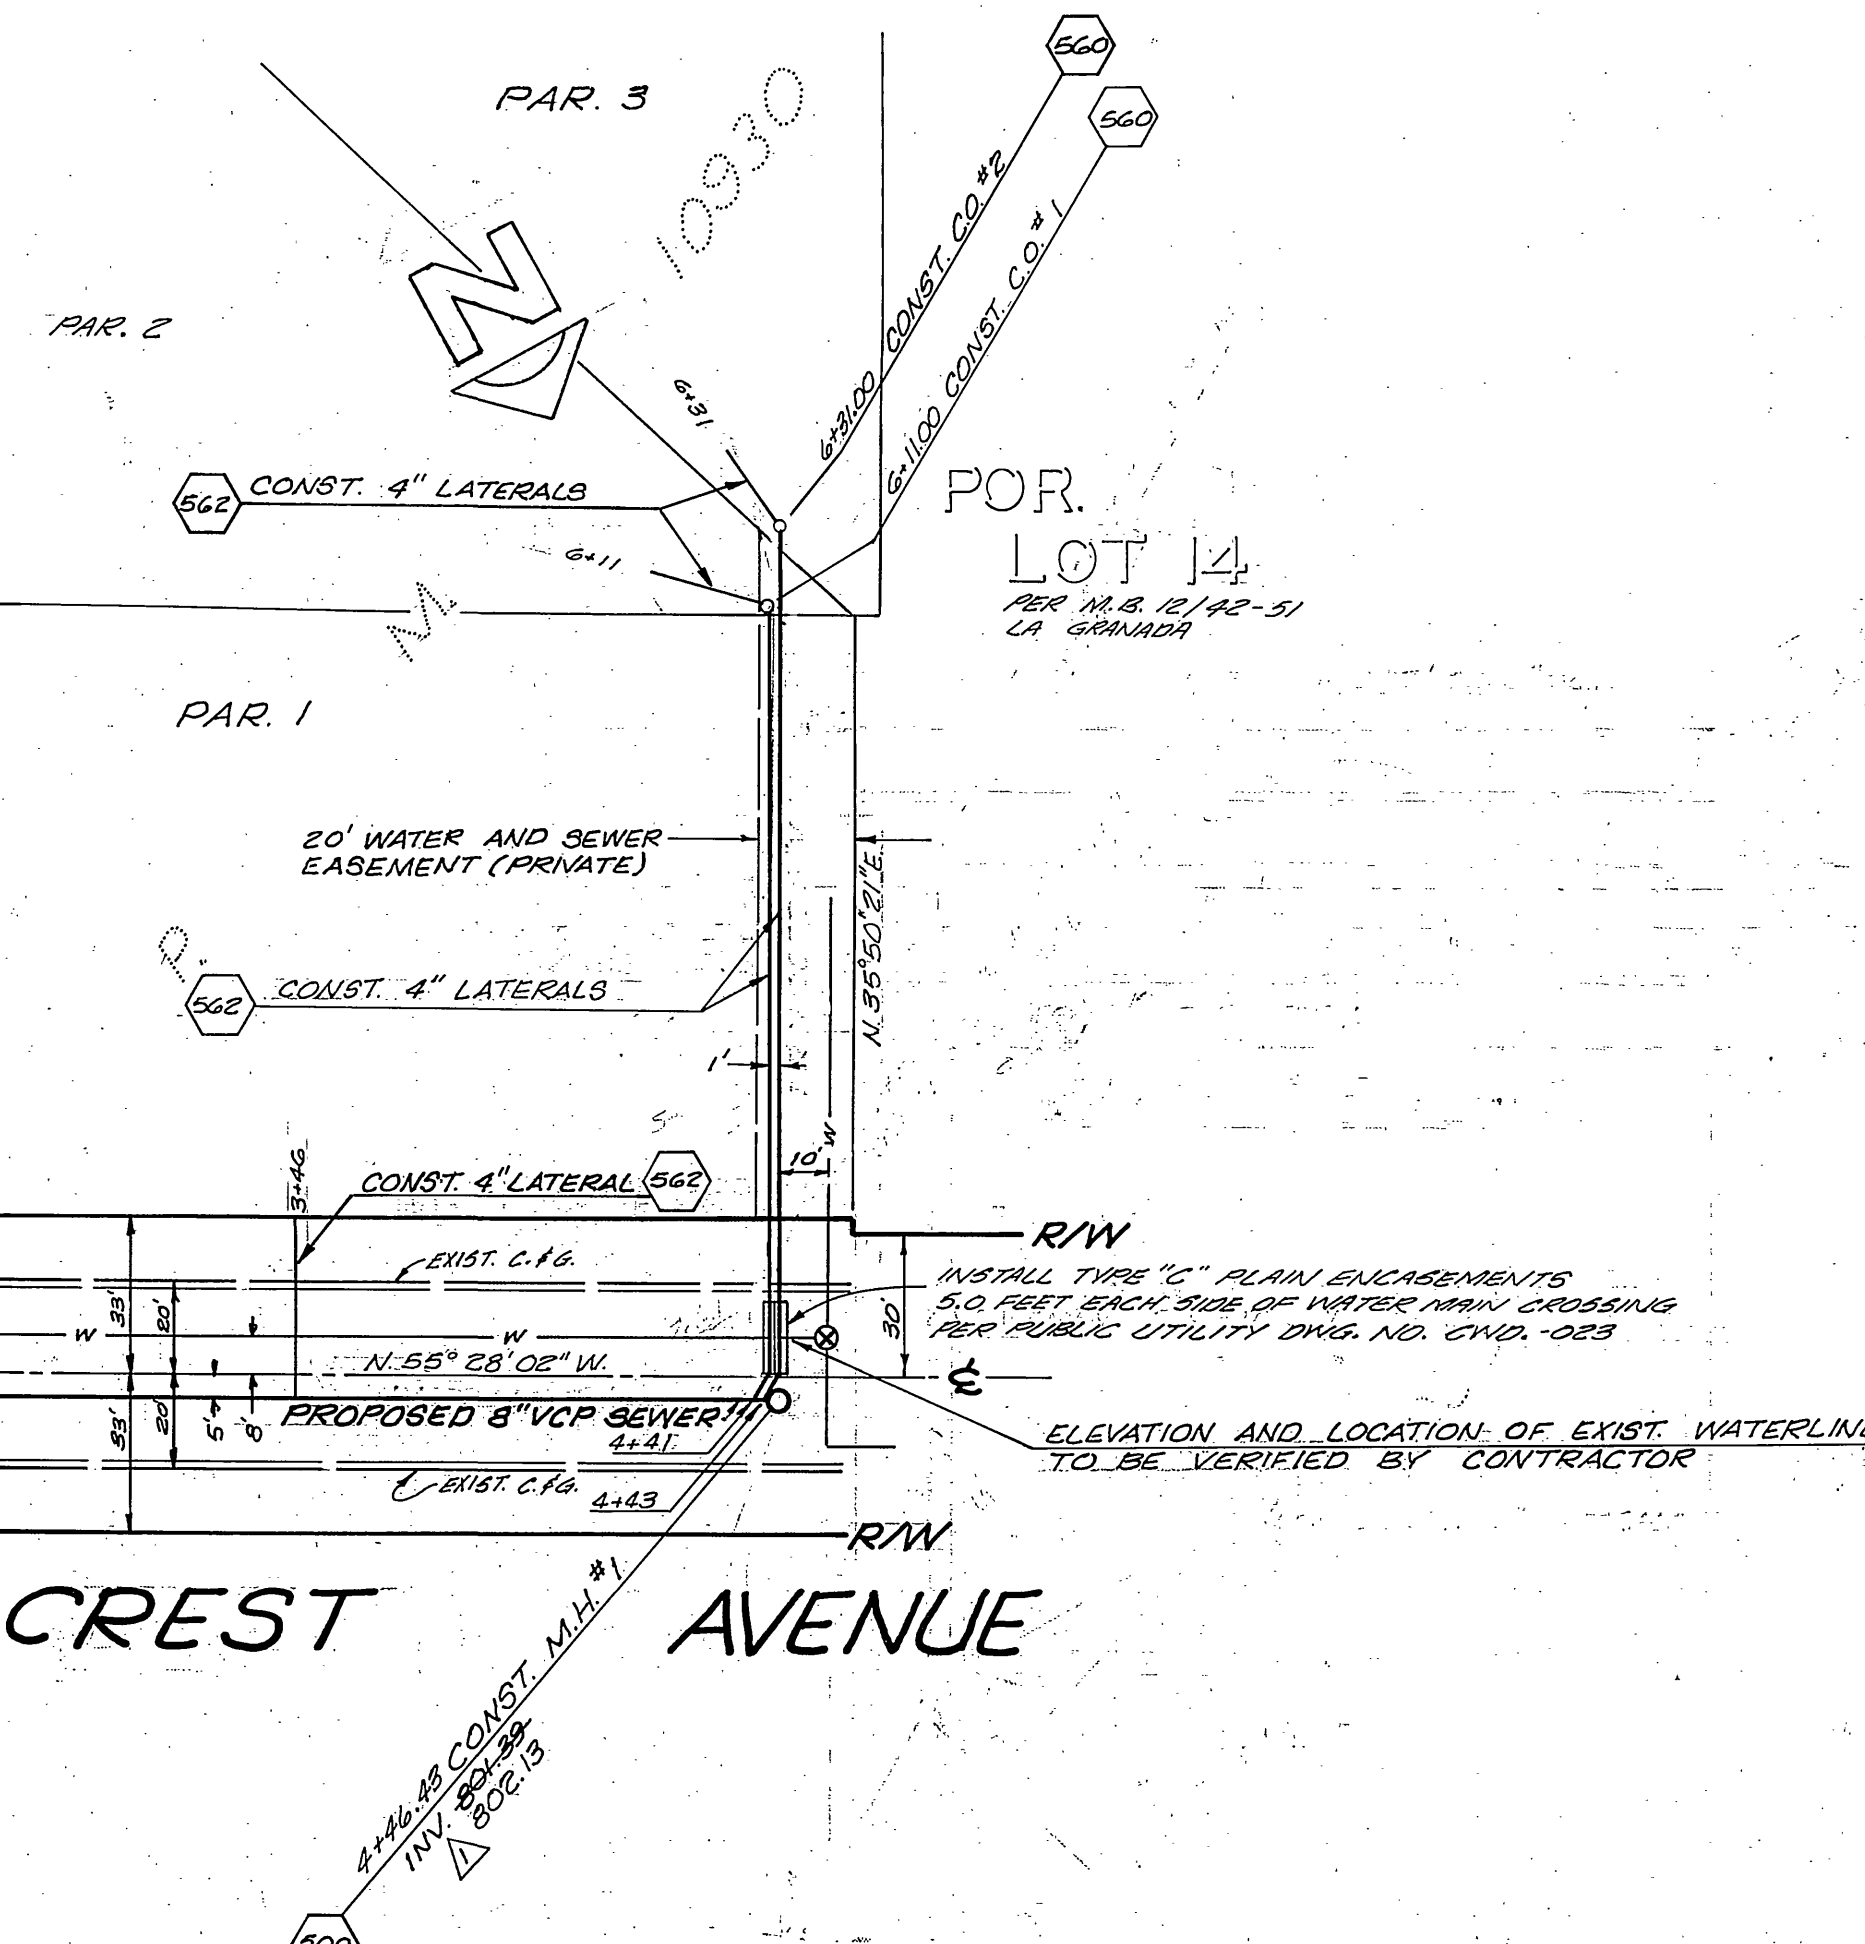 560
PAR. 3
560
10930
6+31.00 CONST. C.O. #2
6+11.00 CONST. C.O. #1
N
PAR. 2
6+31
562 CONST. 4" LATERALS
POR.
LOT 14
PER M.B. 12/42-51
LA GRANADA
6+11
P. M.
PAR. 1
20' WATER AND SEWER
EASEMENT (PRIVATE)
N. 35° 50' 21" E.
562 CONST. 4" LATERALS
1'
10'
W
3+46
CONST. 4" LATERAL 562
R/W
EXIST. C. & G.
INSTALL TYPE "C" PLAIN ENCASEMENTS
5.0 FEET EACH SIDE OF WATER MAIN CROSSING
PER PUBLIC UTILITY DWG. NO. CWD.-023
33'
20'
30'
W
W
N. 55° 28' 02" W.
℄
33'
20'
5'
8'
PROPOSED 8" VCP SEWER
4+41
ELEVATION AND LOCATION OF EXIST. WATERLINE
TO BE VERIFIED BY CONTRACTOR
EXIST. C. & G.
4+43
R/W
CREST AVENUE
4+46.43 CONST. M.H. #1
INV. 801.39
802.13
1
500